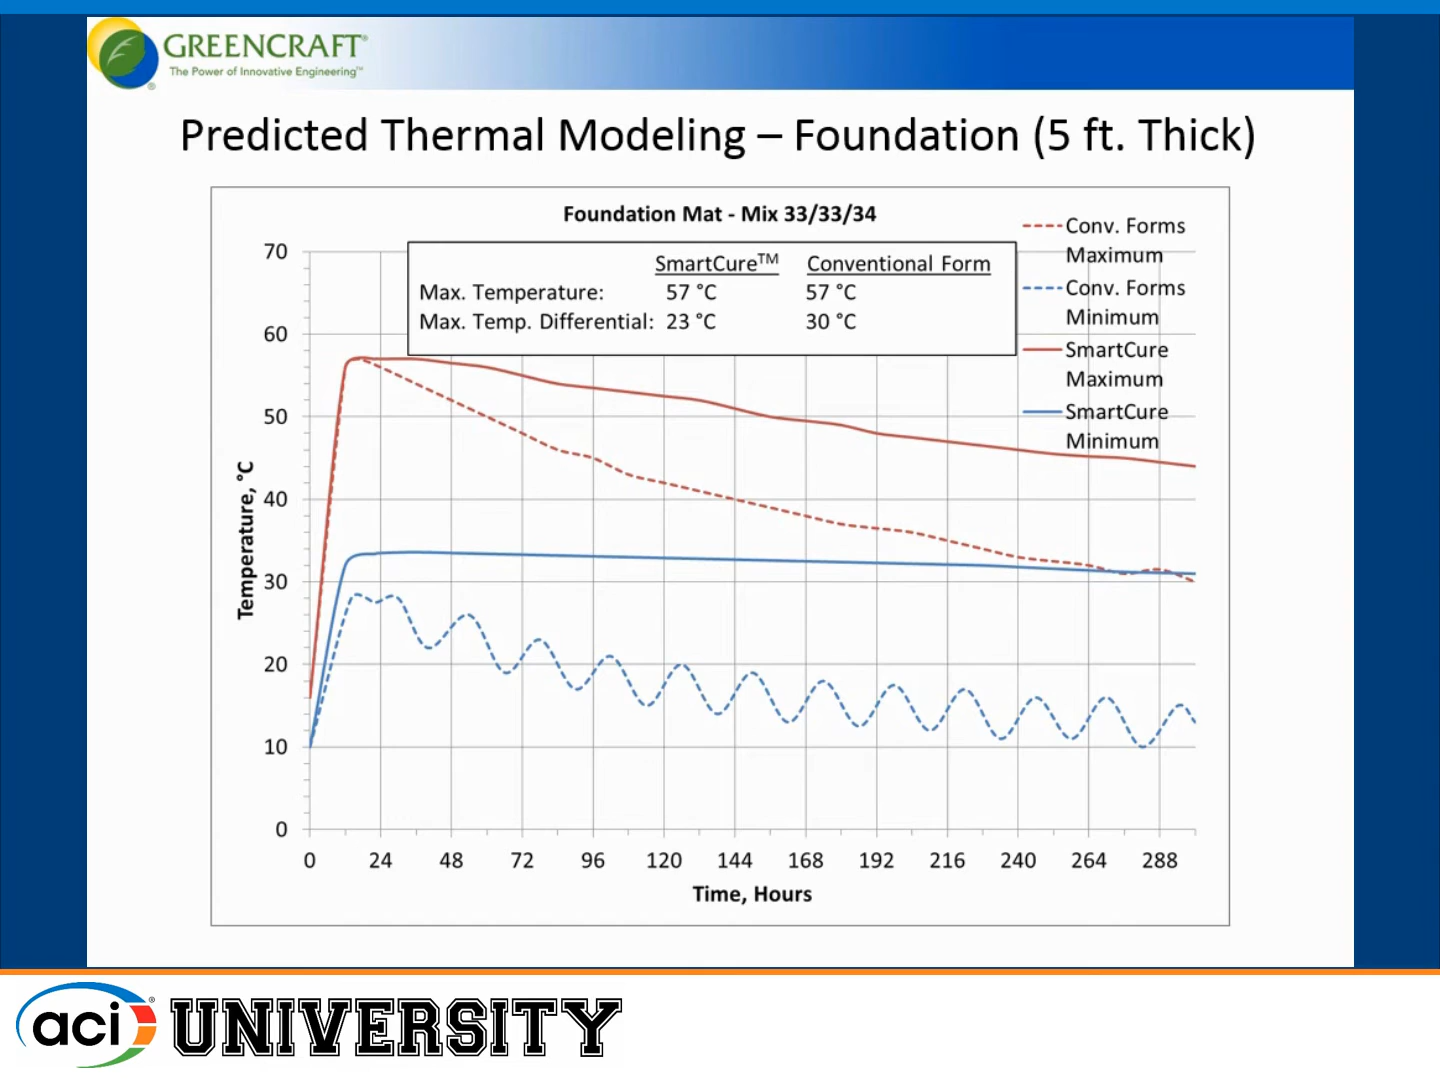 GREENCRAFT®
The Power of Innovative Engineering™
®
Predicted Thermal Modeling – Foundation (5 ft. Thick)
Foundation Mat - Mix 33/33/34
SmartCure™ Conventional Form
Max. Temperature: 57 °C 57 °C
Max. Temp. Differential: 23 °C 30 °C
Conv. Forms
Maximum
Conv. Forms
Minimum
SmartCure
Maximum
SmartCure
Minimum
Temperature, °C
70
60
50
40
30
20
10
0
0 24 48 72 96 120 144 168 192 216 240 264 288
Time, Hours
aci® UNIVERSITY